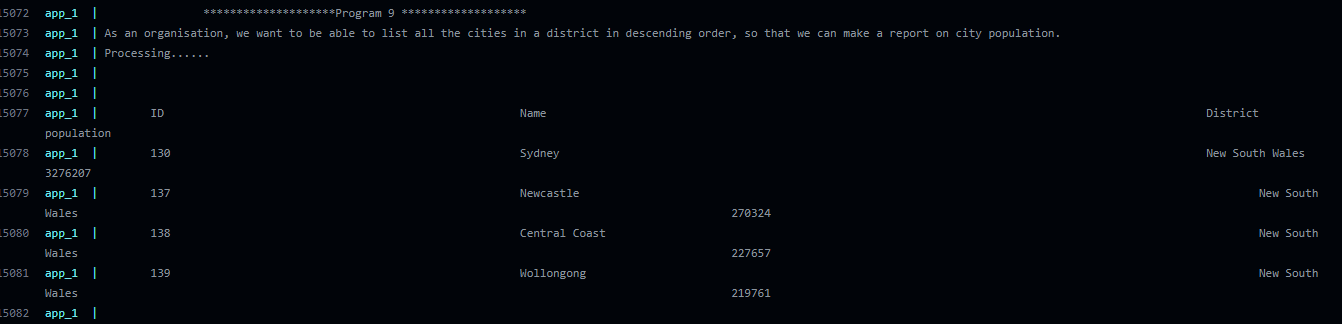 15072 app_1 | ********************Program 9 *******************
15073 app_1 | As an organisation, we want to be able to list all the cities in a district in descending order, so that we can make a report on city population.
15074 app_1 | Processing......
15075 app_1 |
15076 app_1 |
15077 app_1 | ID Name District
population
15078 app_1 | 130 Sydney New South Wales
3276207
15079 app_1 | 137 Newcastle New South
Wales 270324
15080 app_1 | 138 Central Coast New South
Wales 227657
15081 app_1 | 139 Wollongong New South
Wales 219761
15082 app_1 |